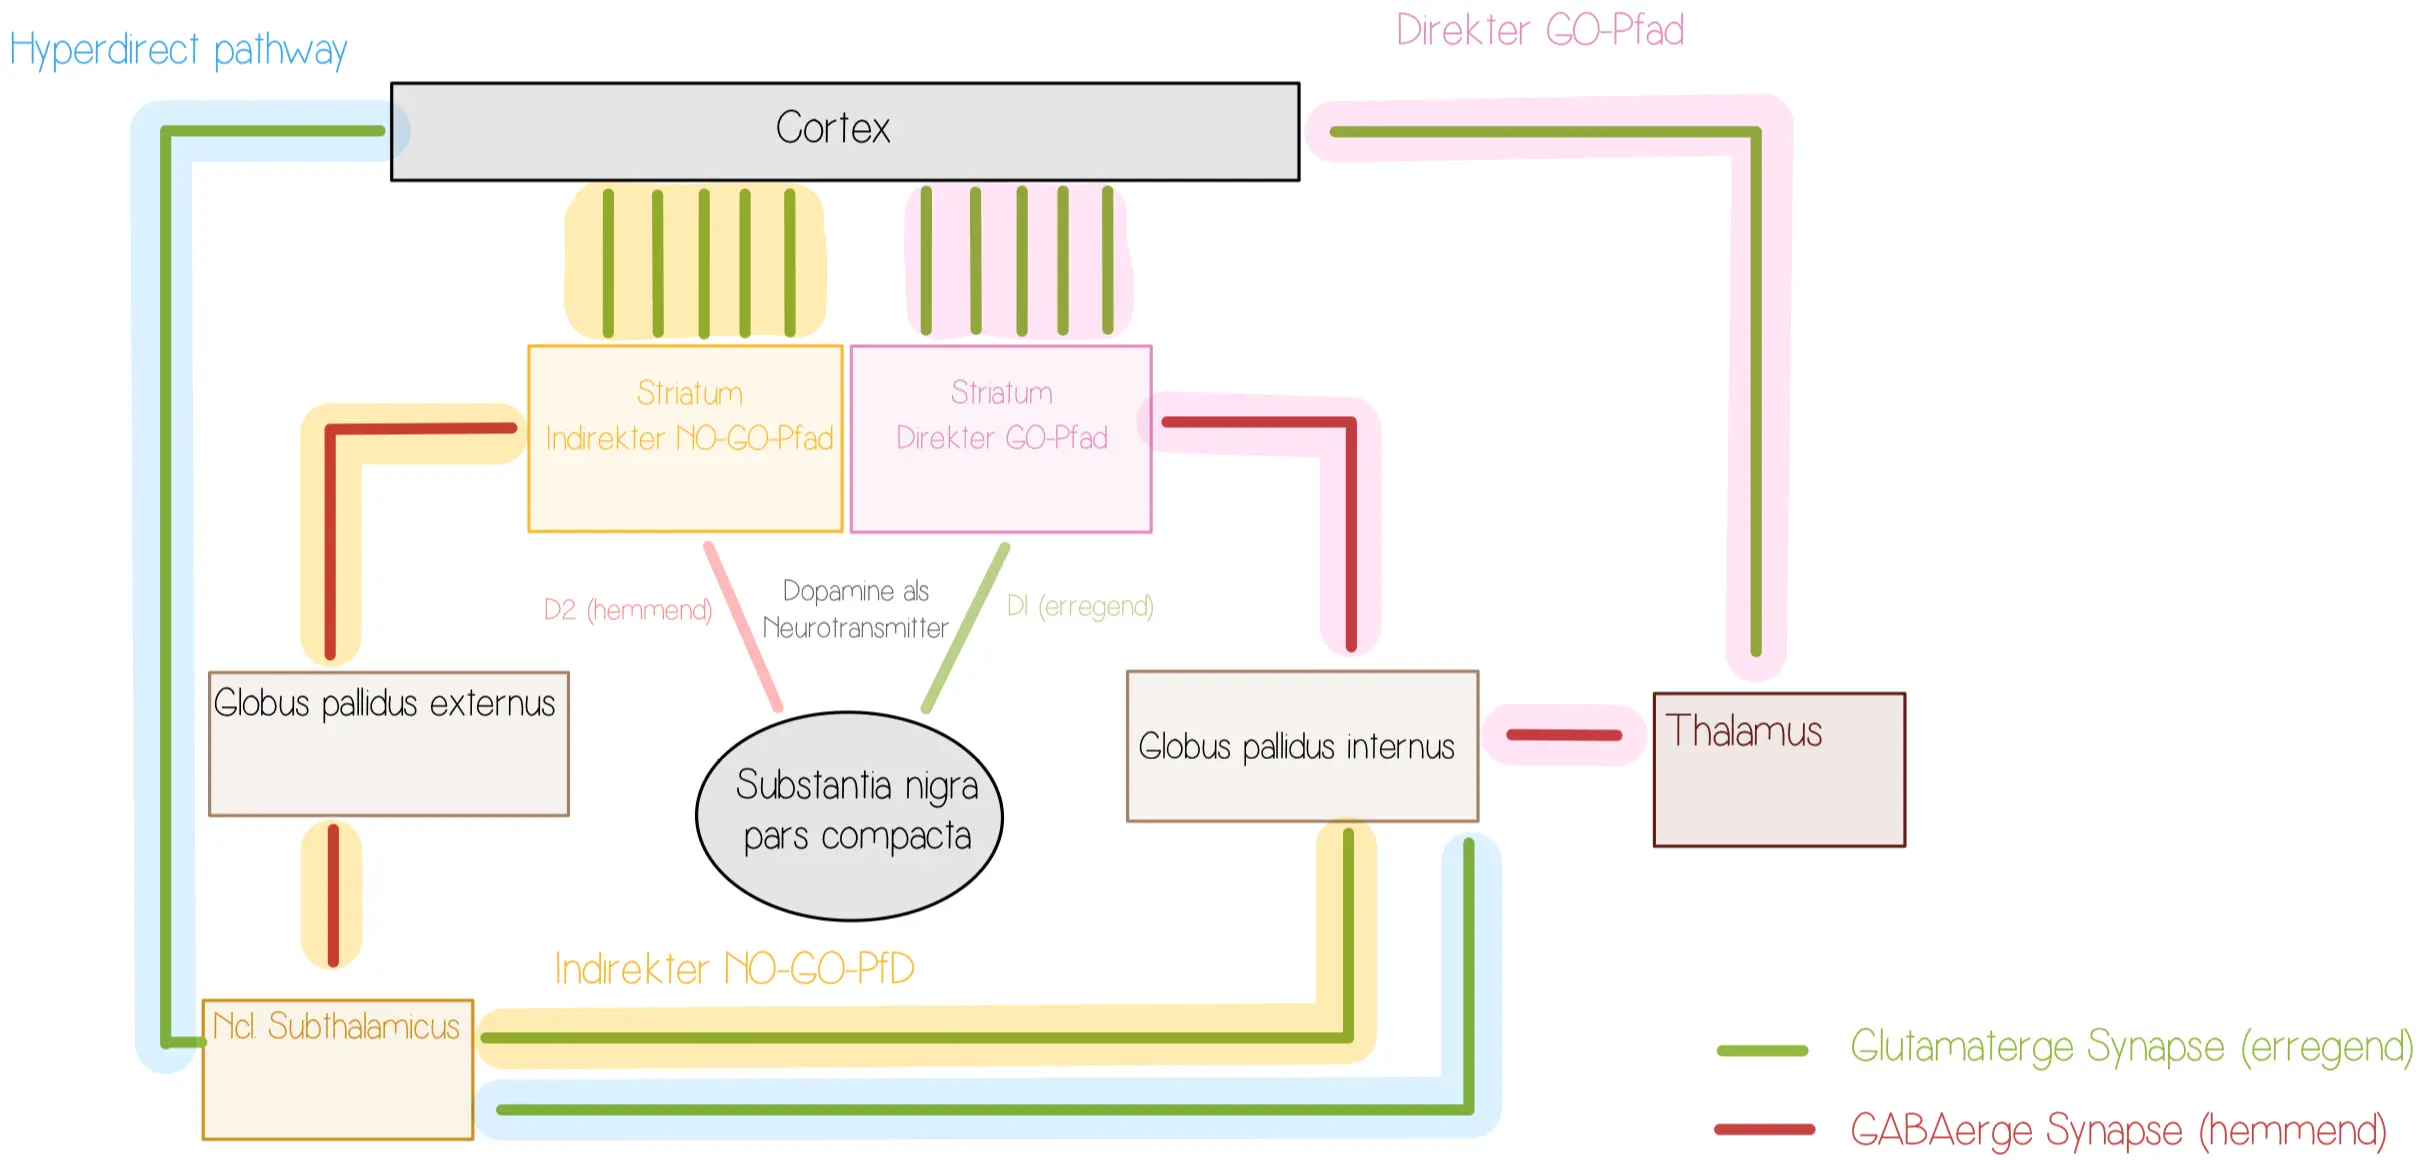 Hyperdirect pathway
Direkter GO-Pfad
Cortex
Striatum
Indirekter NO-GO-Pfad
Striatum
Direkter GO-Pfad
D2 (hemmend)
Dopamine als
Neurotransmitter
D1 (erregend)
Globus pallidus externus
Substantia nigra
pars compacta
Globus pallidus internus
Thalamus
Indirekter NO-GO-PfD
Ncl. Subthalamicus
Glutamaterge Synapse (erregend)
GABAerge Synapse (hemmend)